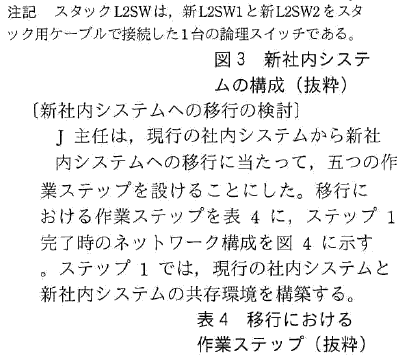 注記　スタックL2SWは，新L2SW1と新L2SW2をスタ
ック用ケーブルで接続した1台の論理スイッチである。
図3　新社内システ
ムの構成（抜粋）
〔新社内システムへの移行の検討〕
J 主任は，現行の社内システムから新社
内システムへの移行に当たって，五つの作
業ステップを設けることにした。移行に
おける作業ステップを表 4 に，ステップ 1
完了時のネットワーク構成を図 4 に示す
。ステップ 1 では，現行の社内システムと
新社内システムの共存環境を構築する。
表4　移行における
作業ステップ（抜粋）